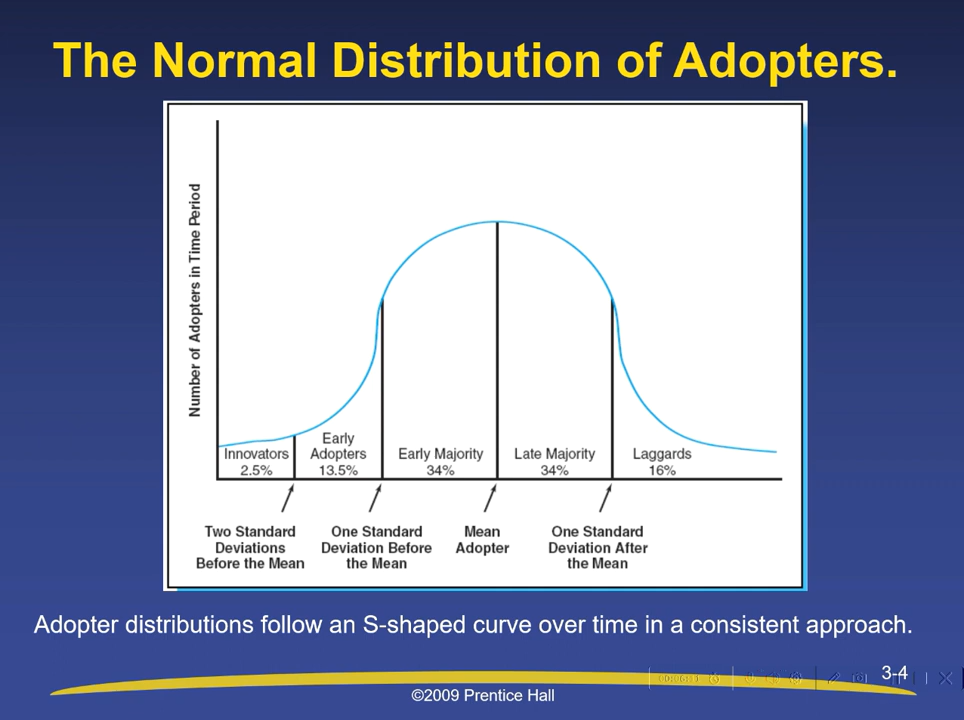 The Normal Distribution of Adopters.
Number of Adopters in Time Period
Innovators
2.5%
Early
Adopters
13.5%
Early Majority
34%
Late Majority
34%
Laggards
16%
Two Standard
Deviations
Before the Mean
One Standard
Deviation Before
the Mean
Mean
Adopter
One Standard
Deviation After
the Mean
Adopter distributions follow an S-shaped curve over time in a consistent approach.
3-4
©2009 Prentice Hall